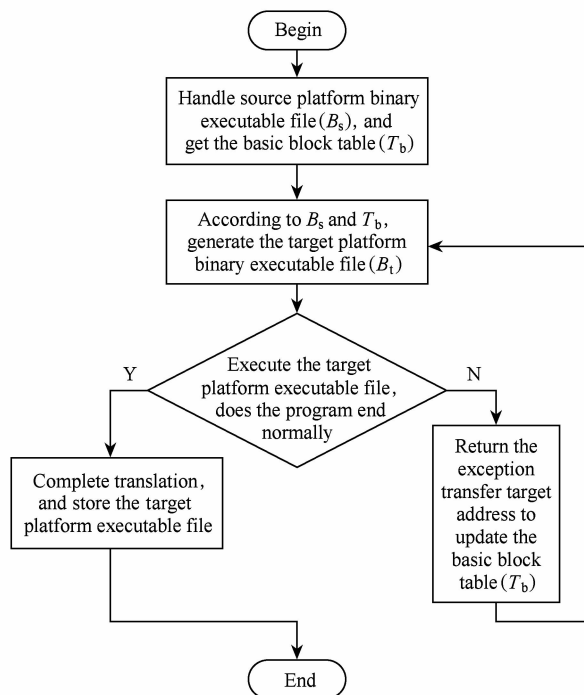 Begin
Handle source platform binary
executable file(Bs), and
get the basic block table(Tb)
According to Bs and Tb,
generate the target platform
binary executable file(Bt)
Execute the target
platform executable file,
does the program end
normally
Y
N
Complete translation,
and store the target
platform executable file
Return the
exception
transfer target
address to
update the
basic block
table(Tb)
End